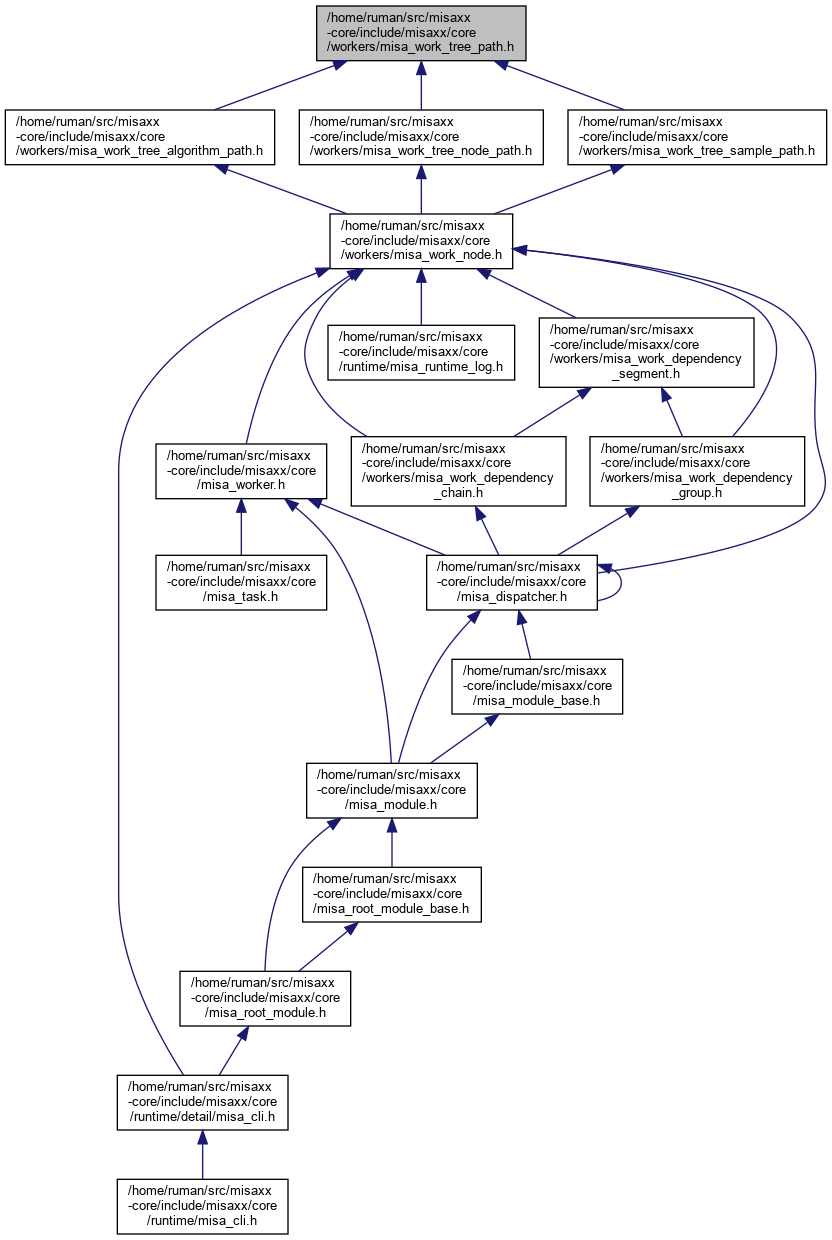 /home/ruman/src/misaxx
-core/include/misaxx/core
/workers/misa_work_tree_path.h
/home/ruman/src/misaxx
-core/include/misaxx/core
/workers/misa_work_tree_algorithm_path.h
/home/ruman/src/misaxx
-core/include/misaxx/core
/workers/misa_work_tree_node_path.h
/home/ruman/src/misaxx
-core/include/misaxx/core
/workers/misa_work_tree_sample_path.h
/home/ruman/src/misaxx
-core/include/misaxx/core
/workers/misa_work_node.h
/home/ruman/src/misaxx
-core/include/misaxx/core
/runtime/misa_runtime_log.h
/home/ruman/src/misaxx
-core/include/misaxx/core
/workers/misa_work_dependency
_segment.h
/home/ruman/src/misaxx
-core/include/misaxx/core
/misa_worker.h
/home/ruman/src/misaxx
-core/include/misaxx/core
/workers/misa_work_dependency
_chain.h
/home/ruman/src/misaxx
-core/include/misaxx/core
/workers/misa_work_dependency
_group.h
/home/ruman/src/misaxx
-core/include/misaxx/core
/misa_task.h
/home/ruman/src/misaxx
-core/include/misaxx/core
/misa_dispatcher.h
/home/ruman/src/misaxx
-core/include/misaxx/core
/misa_module_base.h
/home/ruman/src/misaxx
-core/include/misaxx/core
/misa_module.h
/home/ruman/src/misaxx
-core/include/misaxx/core
/misa_root_module_base.h
/home/ruman/src/misaxx
-core/include/misaxx/core
/misa_root_module.h
/home/ruman/src/misaxx
-core/include/misaxx/core
/runtime/detail/misa_cli.h
/home/ruman/src/misaxx
-core/include/misaxx/core
/runtime/misa_cli.h